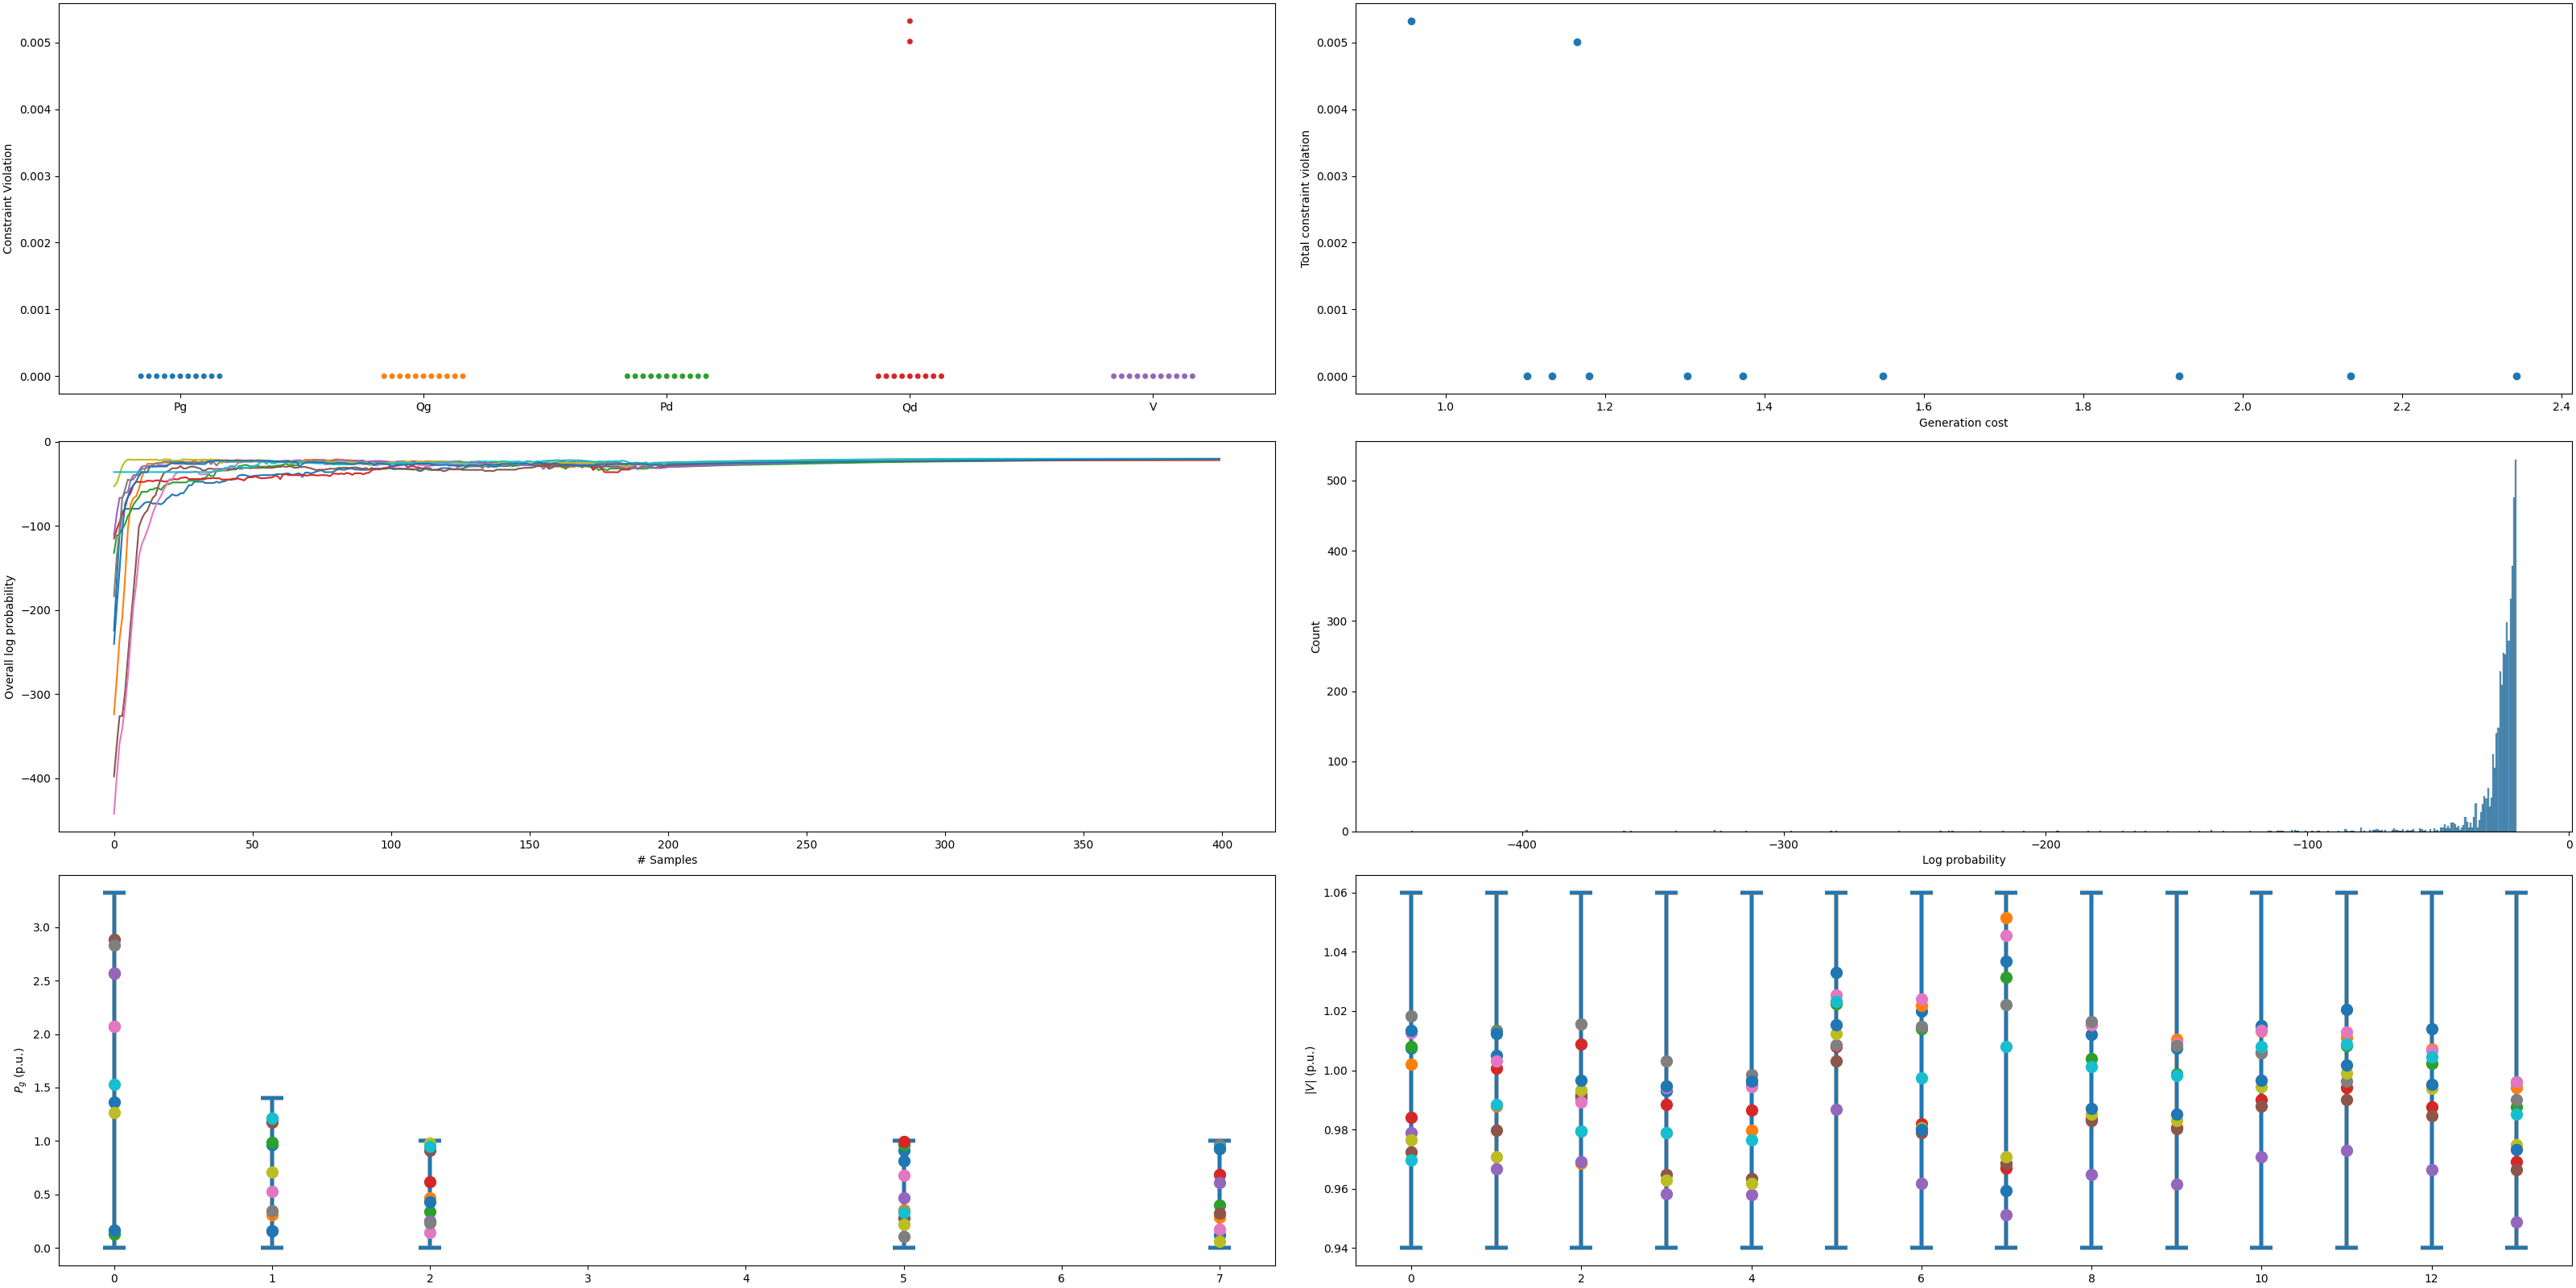 0.005
0.004
0.003
0.002
0.001
0.000
Constraint Violation
Pg Qg Pd Qd V
0.005
0.004
0.003
0.002
0.001
0.000
Total constraint violation
1.0 1.2 1.4 1.6 1.8 2.0 2.2 2.4
Generation cost
0
−100
−200
−300
−400
Overall log probability
0 50 100 150 200 250 300 350 400
# Samples
500
400
300
200
100
0
Count
−400 −300 −200 −100 0
Log probability
3.0
2.5
2.0
1.5
1.0
0.5
0.0
Pg (p.u.)
0 1 2 3 4 5 6 7
1.06
1.04
1.02
1.00
0.98
0.96
0.94
|V| (p.u.)
0 2 4 6 8 10 12